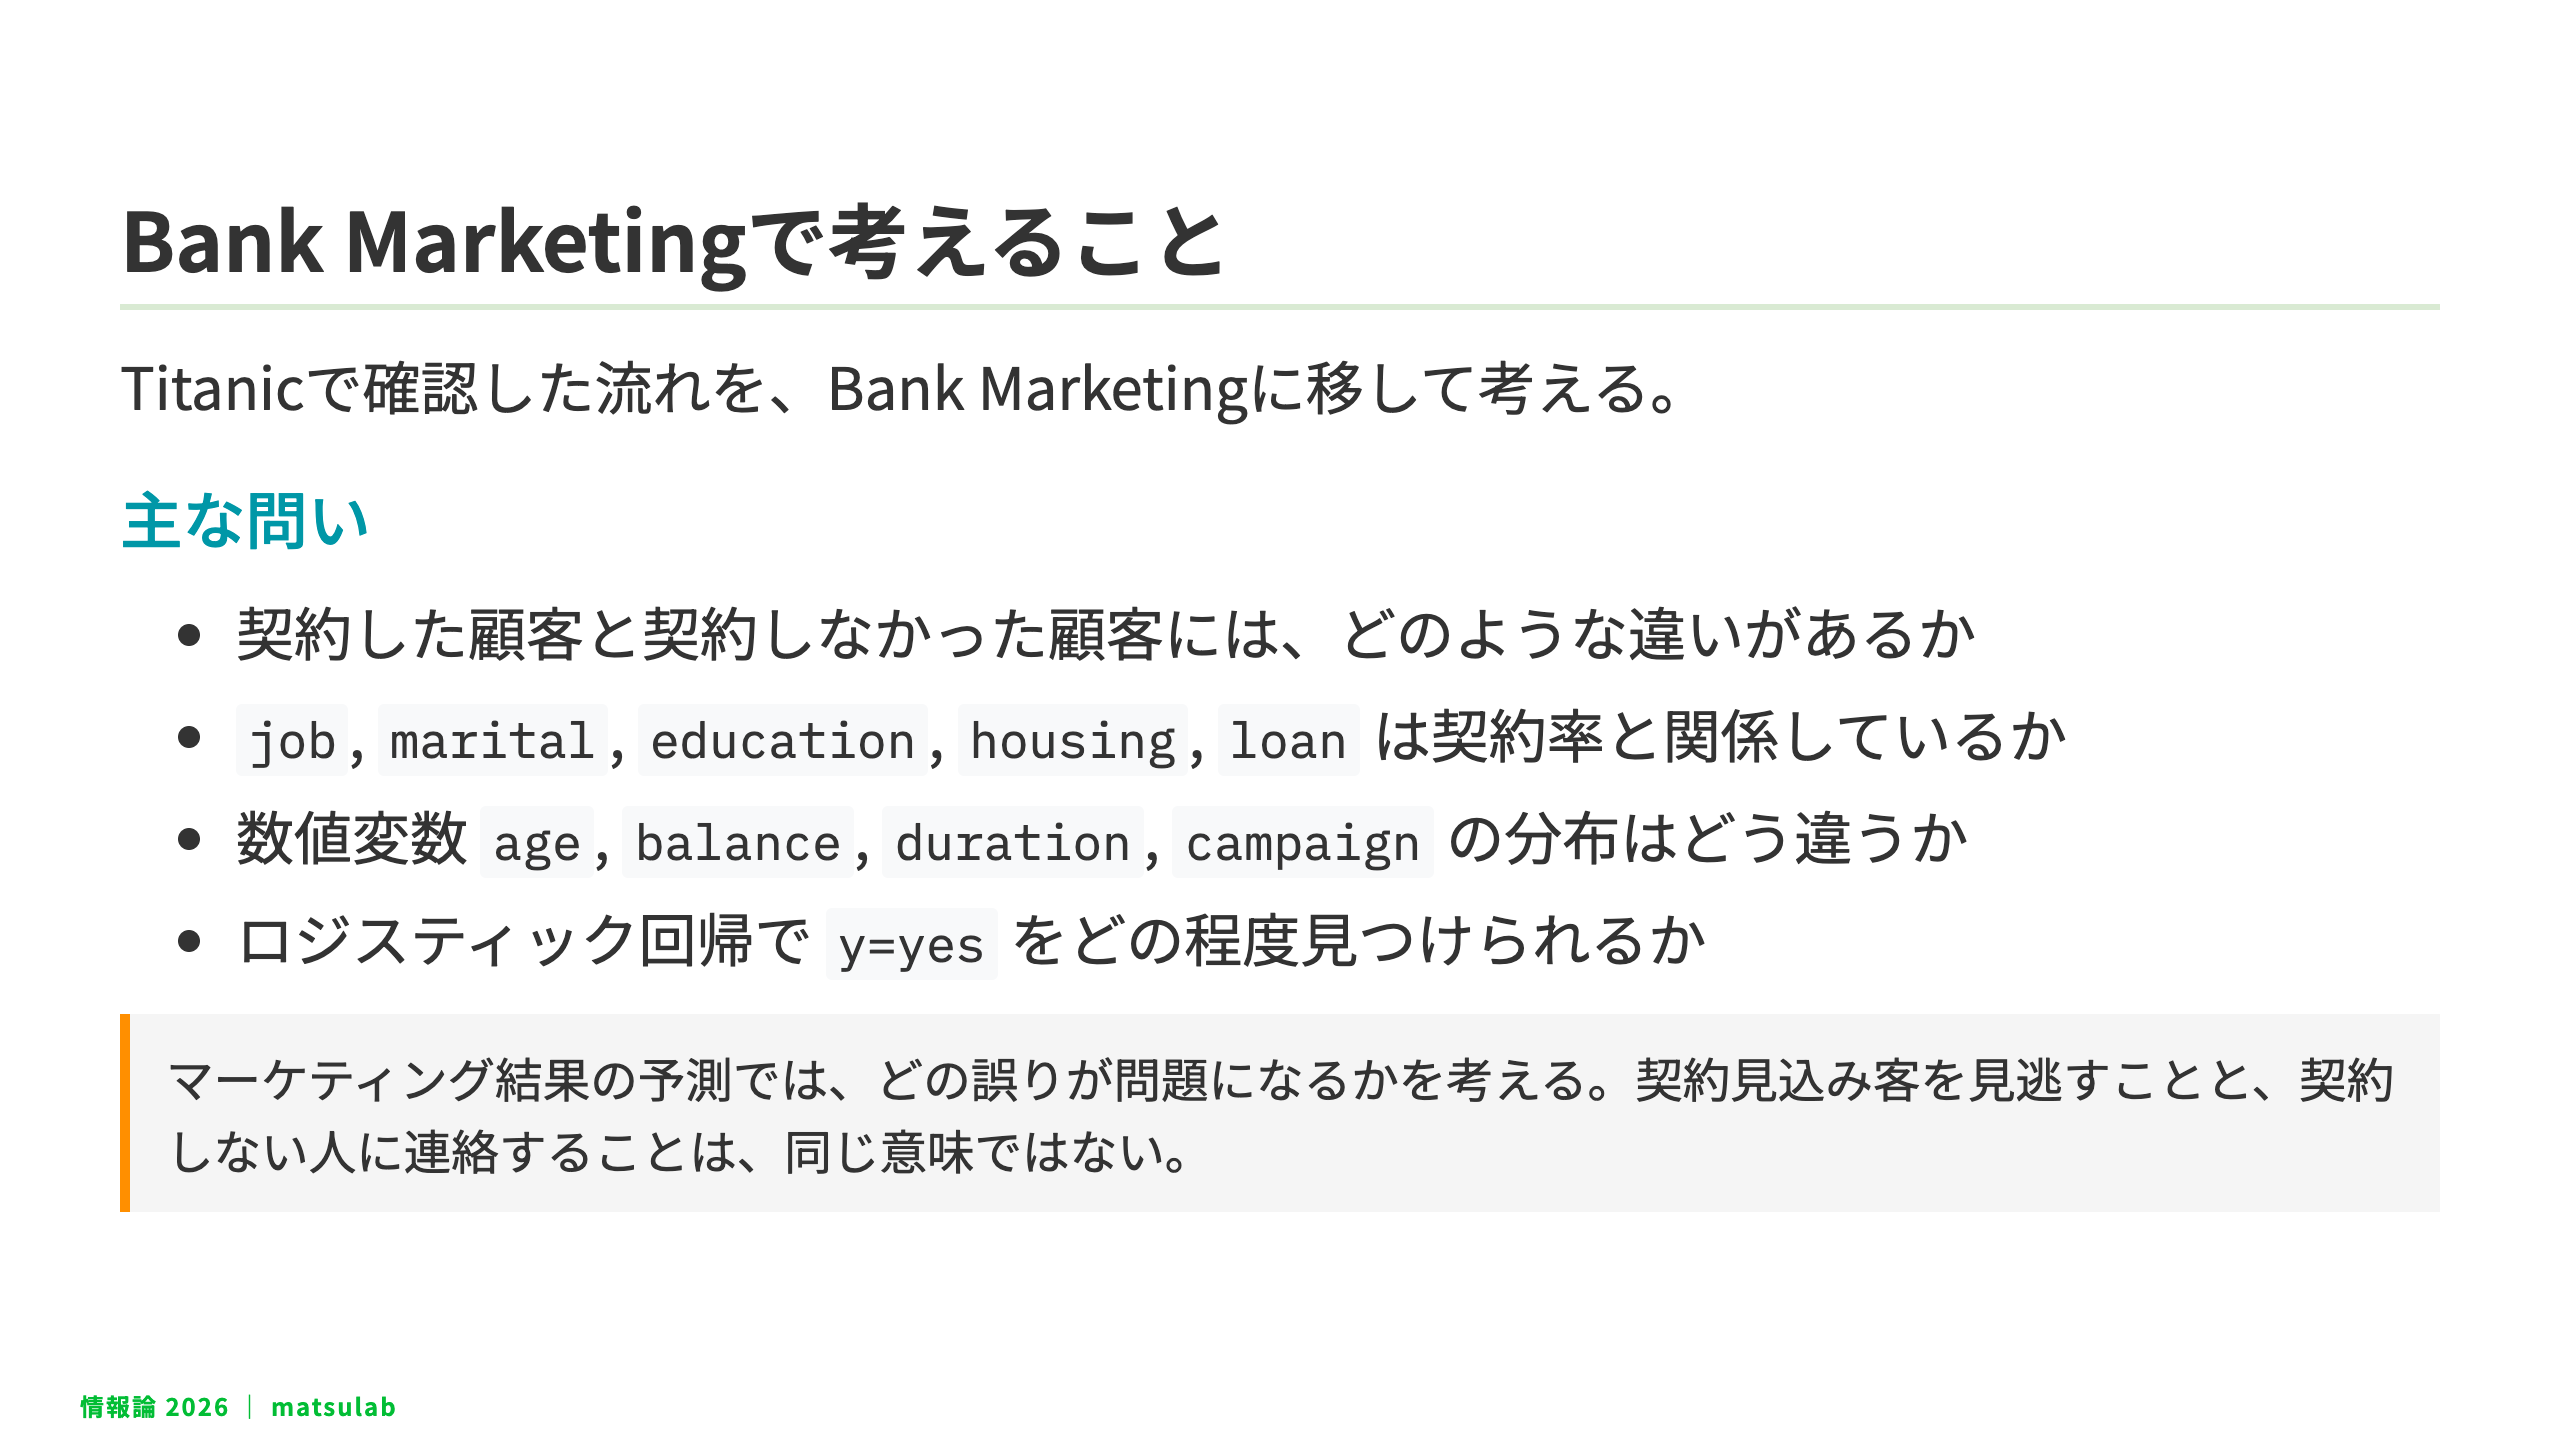 Bank Marketingで考えること
Titanicで確認した流れを、Bank Marketingに移して考える。
主な問い
• 契約した顧客と契約しなかった顧客には、どのような違いがあるか
• job, marital, education, housing, loan は契約率と関係しているか
• 数値変数 age, balance, duration, campaign の分布はどう違うか
• ロジスティック回帰で y=yes をどの程度見つけられるか
マーケティング結果の予測では、どの誤りが問題になるかを考える。契約見込み客を見逃すことと、契約
しない人に連絡することは、同じ意味ではない。
情報論 2026 ｜ matsulab